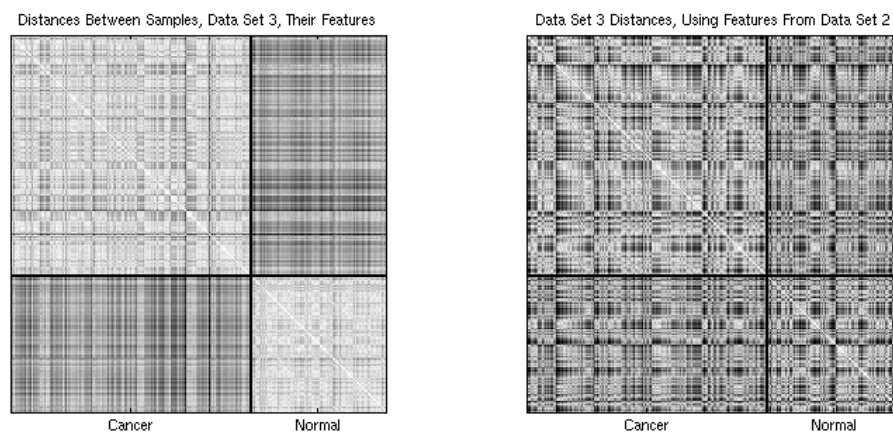 Distances Between Samples, Data Set 3, Their Features
Data Set 3 Distances, Using Features From Data Set 2
Cancer
Normal
Cancer
Normal